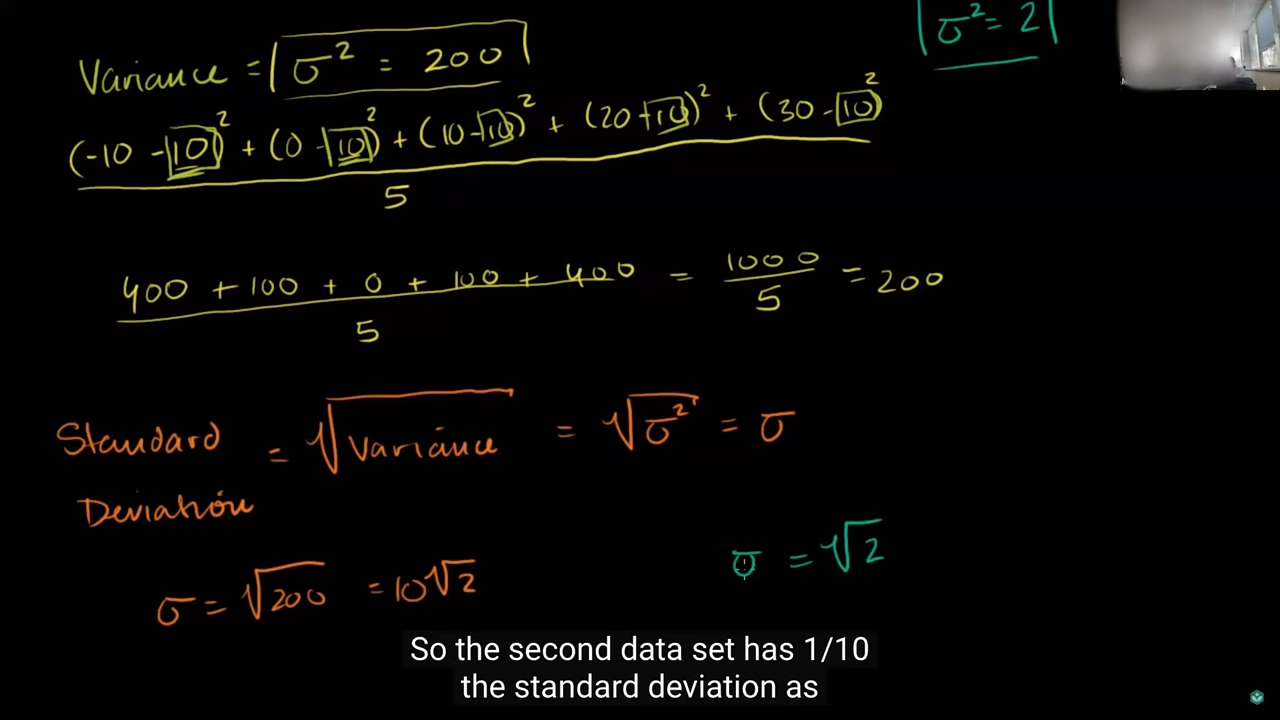 σ² = 2
Variance = σ² = 200
(-10 - 10)² + (0 - 10)² + (10 - 10)² + (20 - 10)² + (30 - 10)²
5
400 + 100 + 0 + 100 + 400 = 1000 = 200
5 5
Standard = √Variance = √σ² = σ
Deviation
σ = √2
σ = √200 = 10√2
So the second data set has 1/10
the standard deviation as